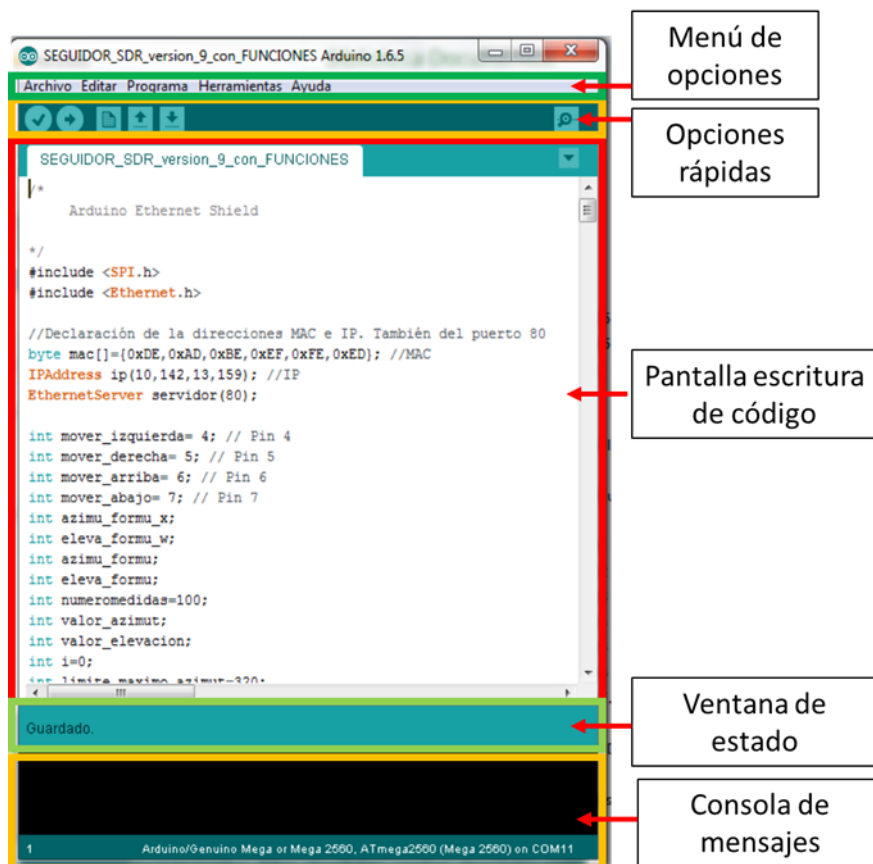 SEGUIDOR_SDR_version_9_con_FUNCIONES Arduino 1.6.5
Archivo Editar Programa Herramientas Ayuda
SEGUIDOR_SDR_version_9_con_FUNCIONES
/*
Arduino Ethernet Shield
*/
#include <SPI.h>
#include <Ethernet.h>
//Declaración de la direcciones MAC e IP. También del puerto 80
byte mac[]={0xDE,0xAD,0xBE,0xEF,0xFE,0xED}; //MAC
IPAddress ip(10,142,13,159); //IP
EthernetServer servidor(80);
int mover_izquierda= 4; // Pin 4
int mover_derecha= 5; // Pin 5
int mover_arriba= 6; // Pin 6
int mover_abajo= 7; // Pin 7
int azimu_formu_x;
int eleva_formu_w;
int azimu_formu;
int eleva_formu;
int numeromedidas=100;
int valor_azimut;
int valor_elevacion;
int i=0;
int limite_maximo_azimut=320;
Guardado.
1 Arduino/Genuino Mega or Mega 2560, ATmega2560 (Mega 2560) on COM11
Menú de
opciones
Opciones
rápidas
Pantalla escritura
de código
Ventana de
estado
Consola de
mensajes